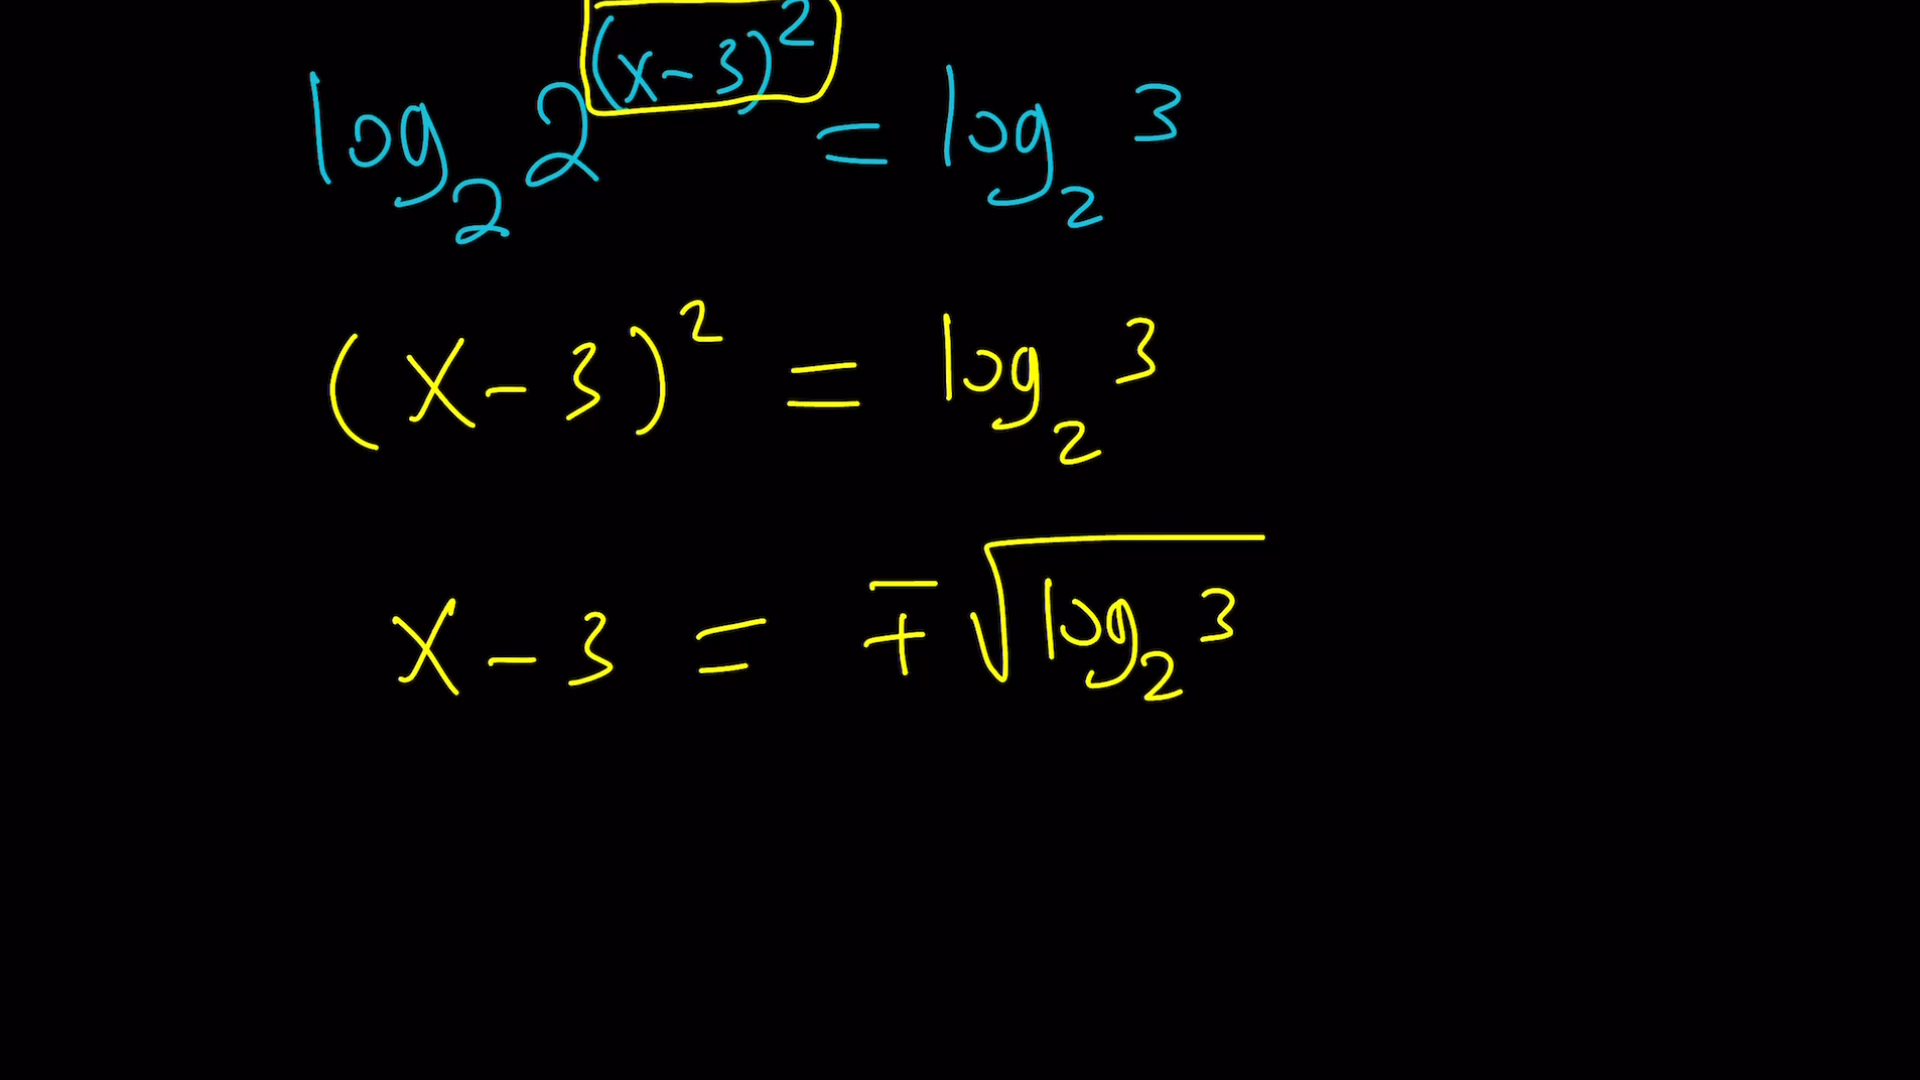 log₂ 2^(x-3)² = log₂ 3
(x-3)² = log₂ 3
x-3 = ∓√(log₂ 3)